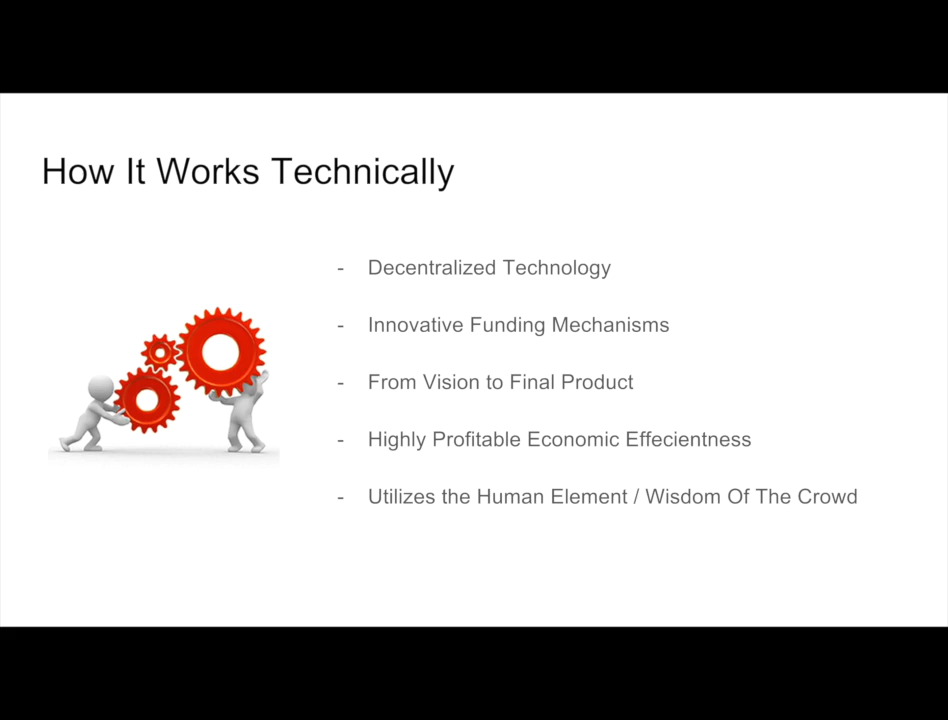 How It Works Technically
- Decentralized Technology
- Innovative Funding Mechanisms
- From Vision to Final Product
- Highly Profitable Economic Effecientness
- Utilizes the Human Element / Wisdom Of The Crowd